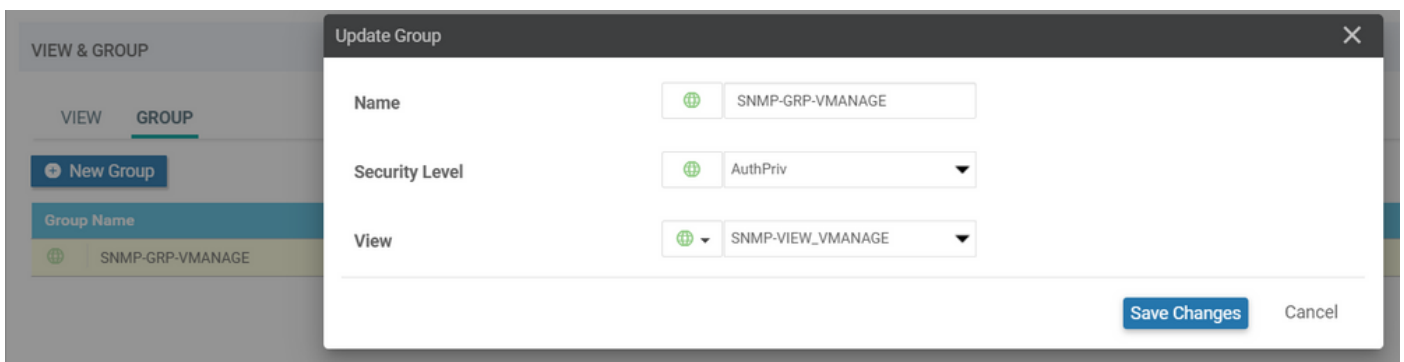 VIEW & GROUP
VIEW GROUP
New Group
Group Name
SNMP-GRP-VMANAGE
Update Group
Name SNMP-GRP-VMANAGE
Security Level AuthPriv
View SNMP-VIEW_VMANAGE
Save Changes Cancel